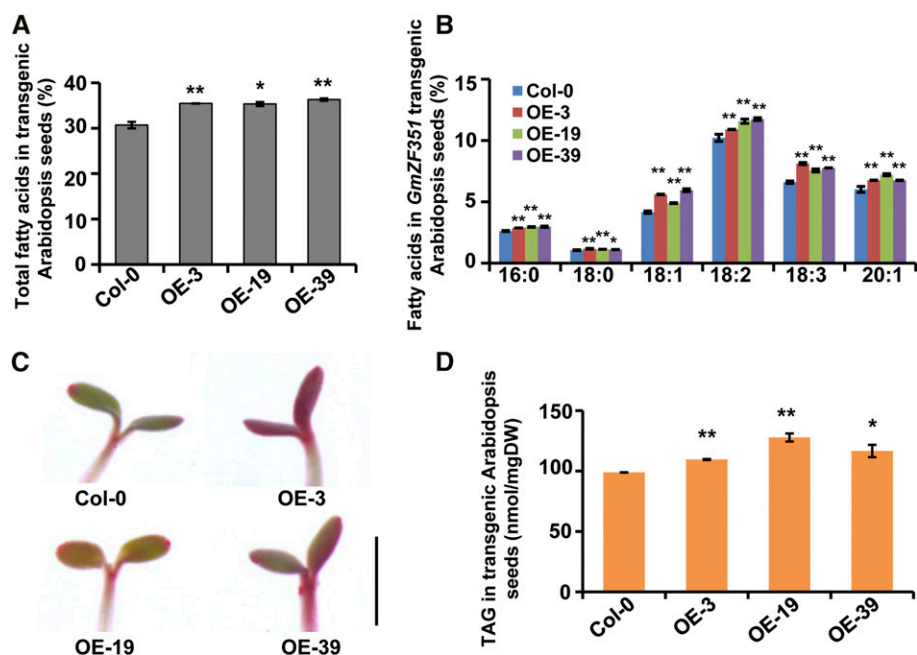 A
Total fatty acids in transgenic
Arabidopsis seeds (%)
40
30
20
10
0
** * **
Col-0 OE-3 OE-19 OE-39
B
Fatty acids in GmZF351 transgenic
Arabidopsis seeds (%)
15
10
5
0
Col-0
OE-3
OE-19
OE-39
** ** **
** ** *
** ** **
** ** **
** ** **
** ** **
16:0 18:0 18:1 18:2 18:3 20:1
C
Col-0 OE-3
OE-19 OE-39
D
TAG in transgenic Arabidopsis
seeds (nmol/mgDW)
150
100
50
0
** ** *
Col-0 OE-3 OE-19 OE-39